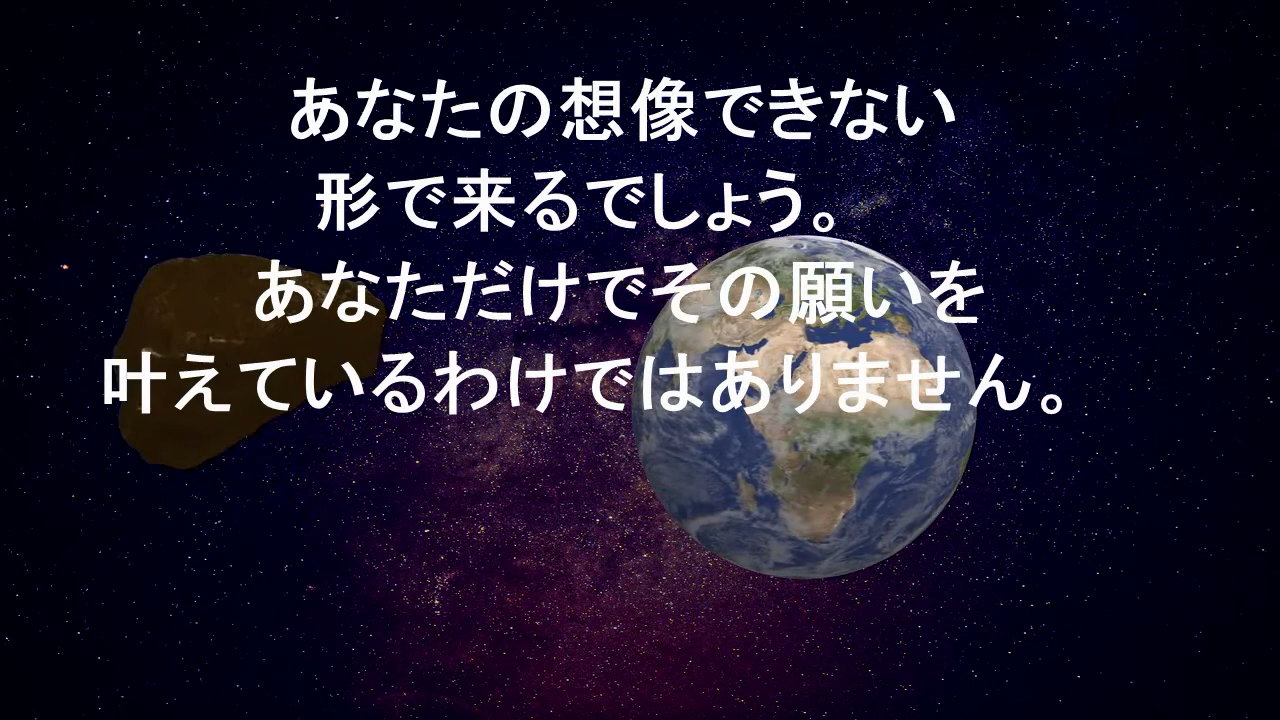 あなたの想像できない
形で来るでしょう。
あなただけでその願いを
叶えているわけではありません。